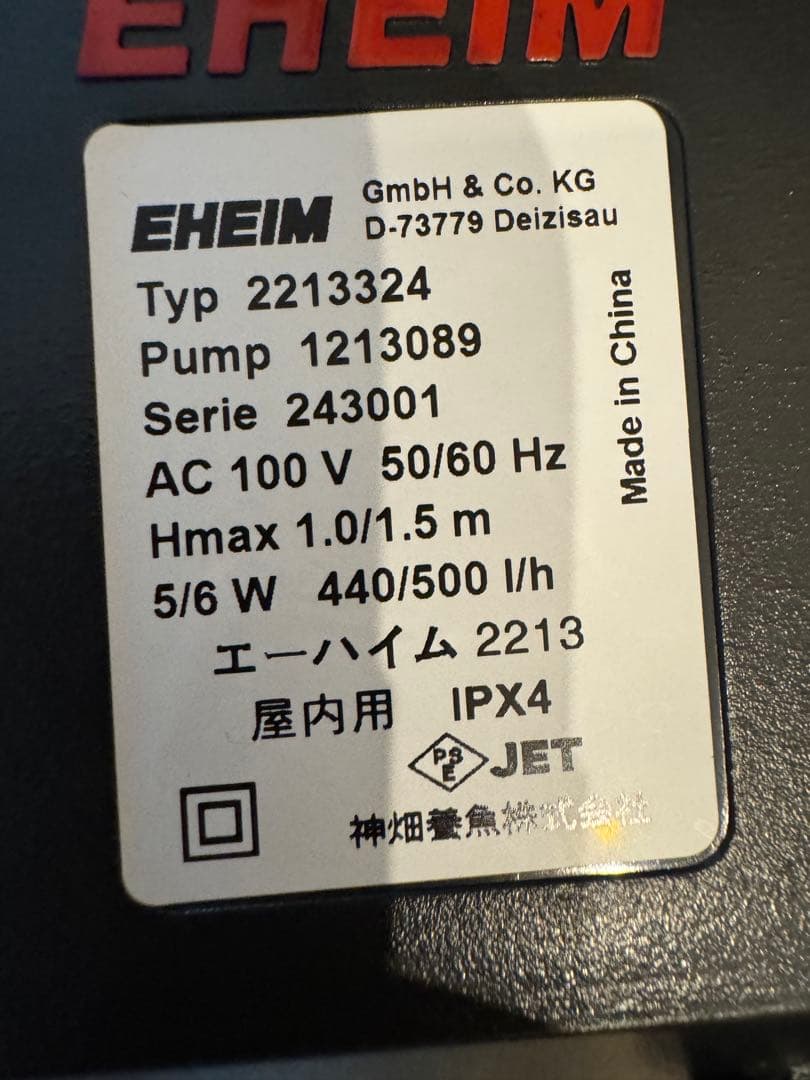 EHEIM
EHEIM GmbH & Co. KG
D-73779 Deizisau
Typ 2213324
Pump 1213089
Serie 243001
AC 100 V 50/60 Hz
Hmax 1.0/1.5 m
5/6 W 440/500 l/h
Made in China
エーハイム 2213
屋内用 IPX4
PSE JET
神畑養魚株式会社